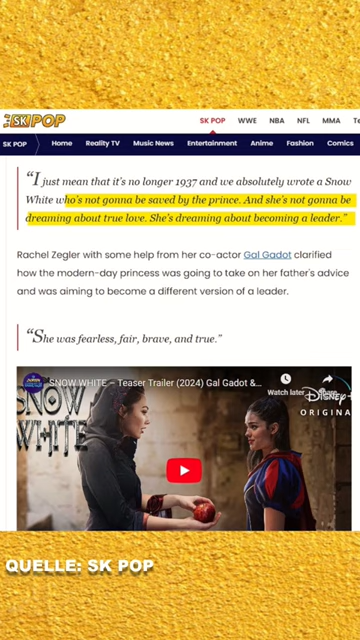 SK POP
SK POP WWE NBA NFL MMA Te
SK POP Home Reality TV Music News Entertainment Anime Fashion Comics
“I just mean that it’s no longer 1937 and we absolutely wrote a Snow
White who’s not gonna be saved by the prince. And she’s not gonna be
dreaming about true love. She’s dreaming about becoming a leader.”
Rachel Zegler with some help from her co-actor Gal Gadot clarified
how the modern-day princess was going to take on her father’s advice
and was aiming to become a different version of a leader.
“She was fearless, fair, brave, and true.”
SNOW WHITE – Teaser Trailer (2024) Gal Gadot &...
Watch later
Share
SNOW
WHITE
Disney+
ORIGINA
QUELLE: SK POP